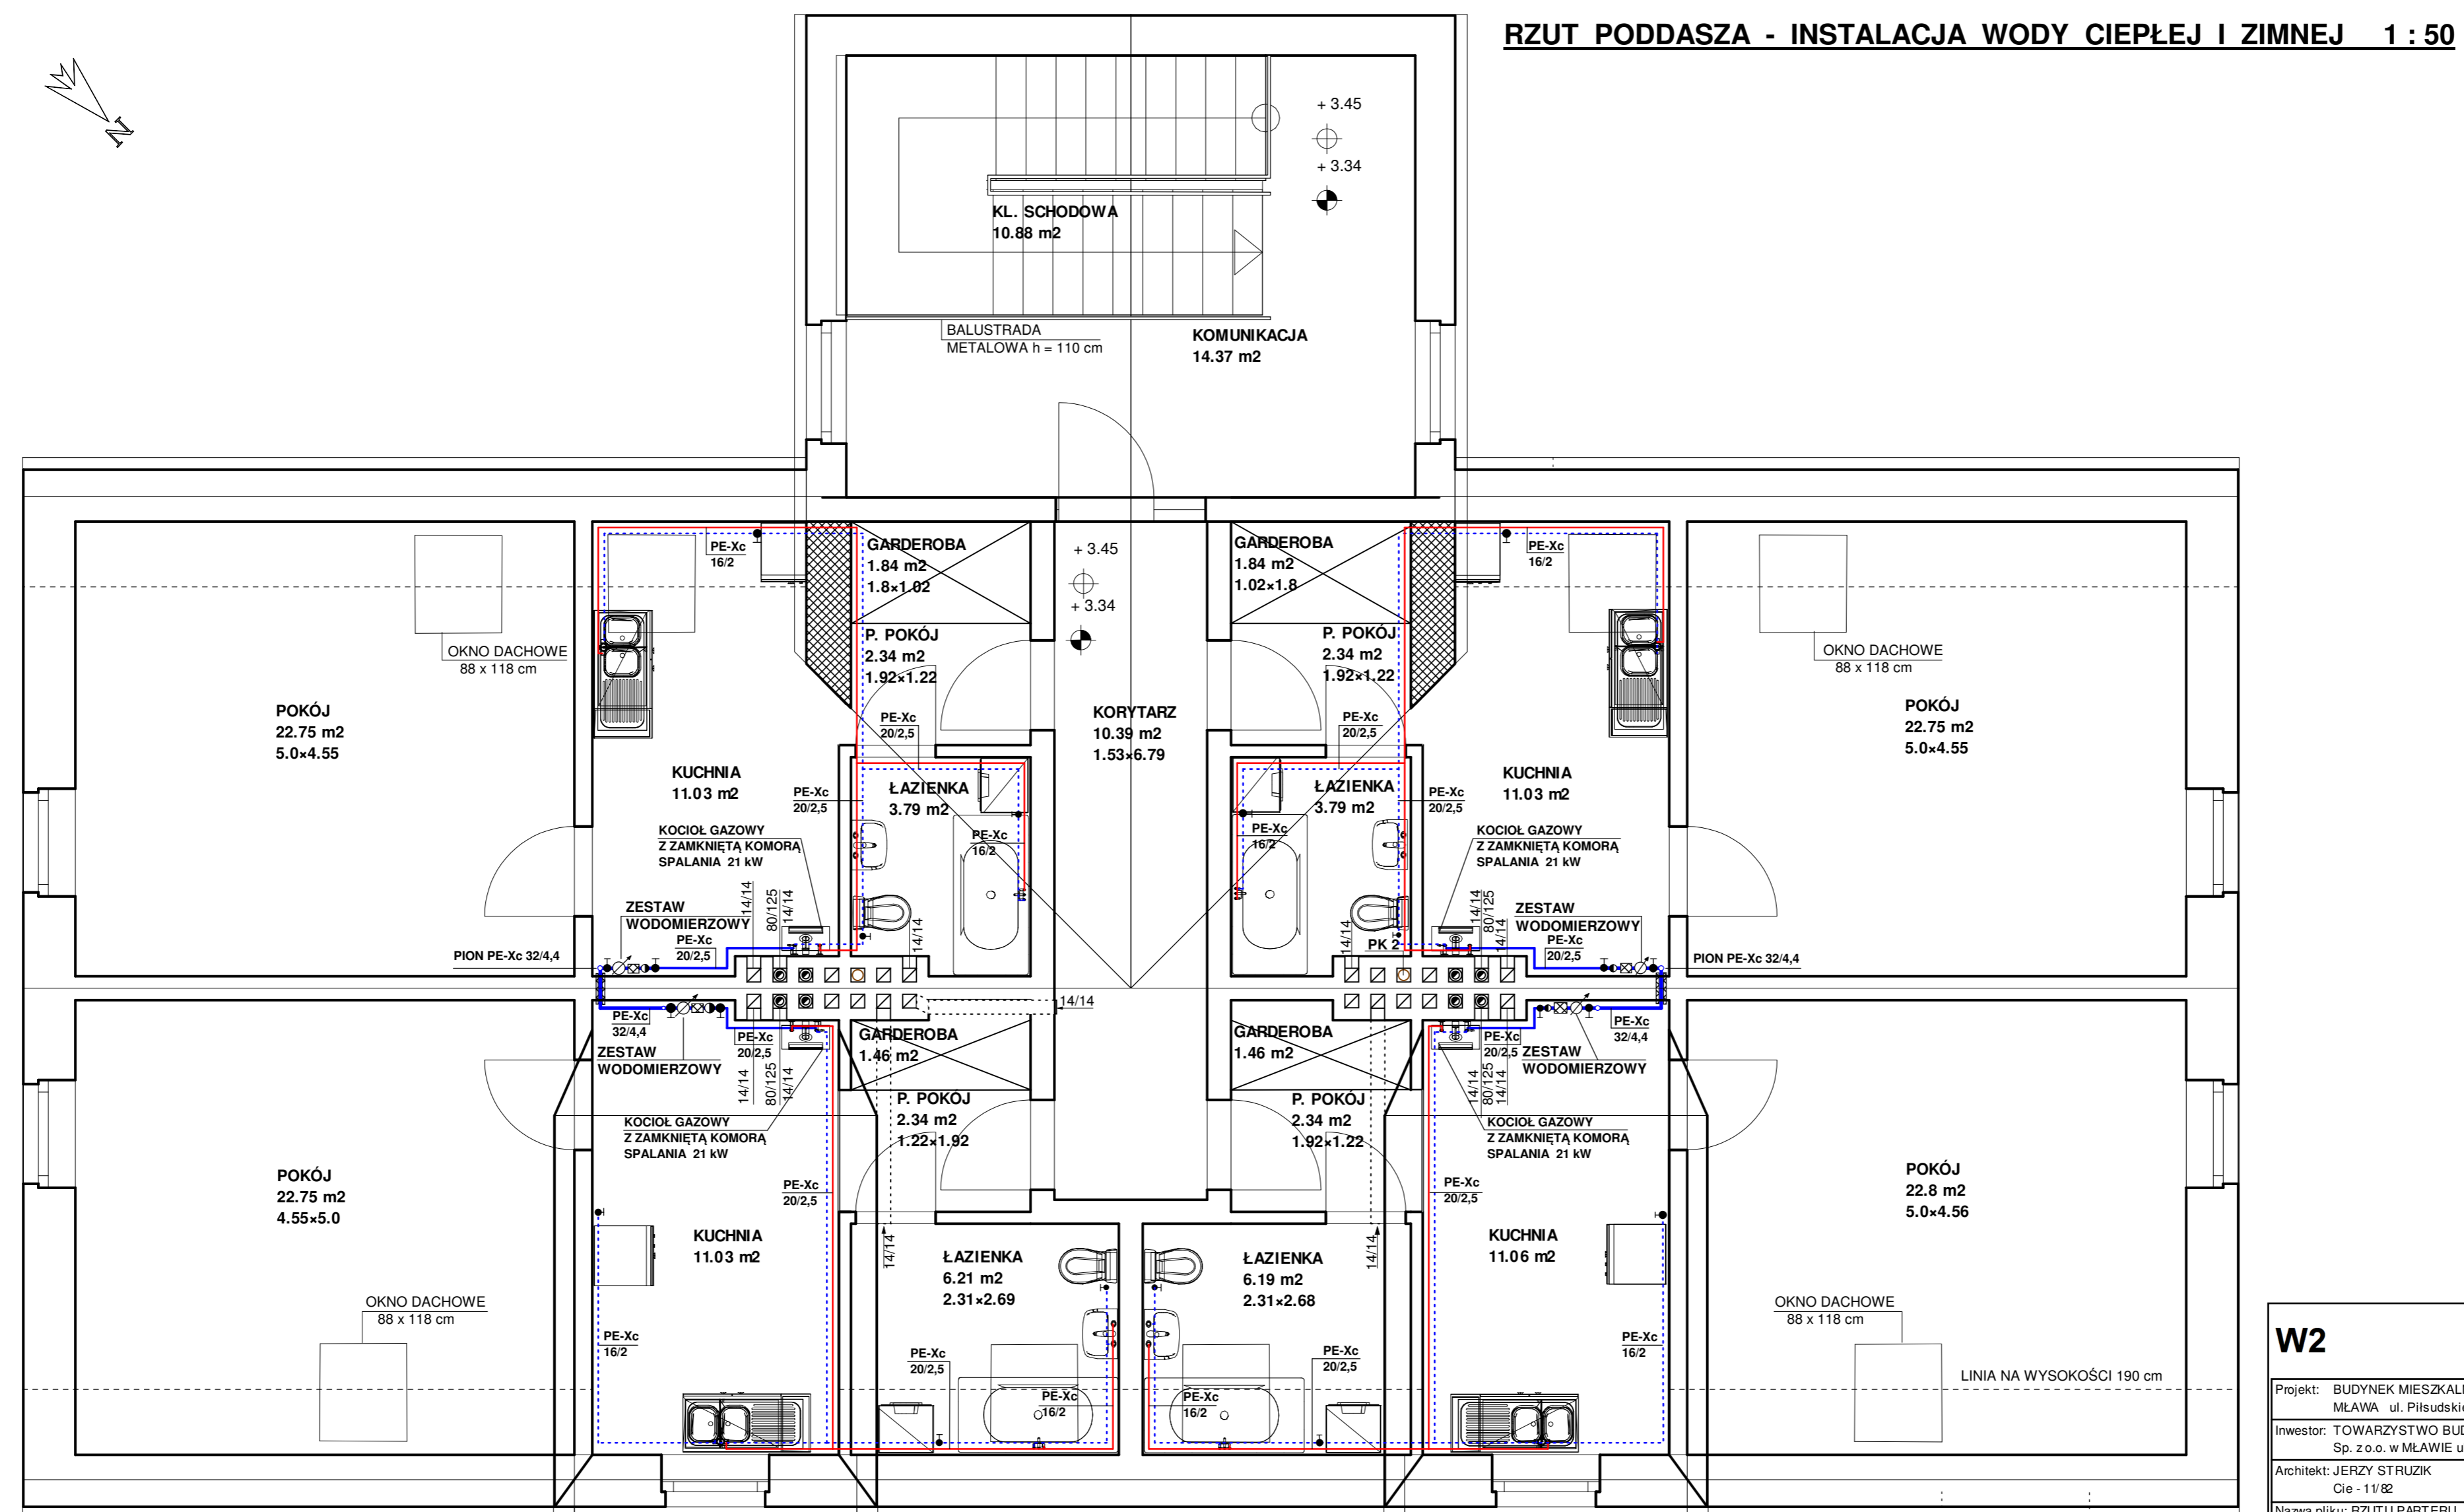 RZUT PODDASZA - INSTALACJA WODY CIEPŁEJ I ZIMNEJ 1 : 50
N
+ 3.45
+ 3.34
KL. SCHODOWA
10.88 m2
BALUSTRADA
METALOWA h = 110 cm
KOMUNIKACJA
14.37 m2
PE-Xc
16/2
GARDEROBA
1.84 m2
1.8×1.02
+ 3.45
+ 3.34
GARDEROBA
1.84 m2
1.02×1.8
PE-Xc
16/2
OKNO DACHOWE
88 x 118 cm
P. POKÓJ
2.34 m2
1.92×1.22
P. POKÓJ
2.34 m2
1.92×1.22
OKNO DACHOWE
88 x 118 cm
POKÓJ
22.75 m2
5.0×4.55
PE-Xc
20/2,5
KORYTARZ
10.39 m2
1.53×6.79
PE-Xc
20/2,5
POKÓJ
22.75 m2
5.0×4.55
KUCHNIA
11.03 m2
PE-Xc
20/2,5
ŁAZIENKA
3.79 m2
ŁAZIENKA
3.79 m2
PE-Xc
20/2,5
KUCHNIA
11.03 m2
KOCIOŁ GAZOWY
Z ZAMKNIĘTĄ KOMORĄ
SPALANIA 21 kW
PE-Xc
16/2
PE-Xc
16/2
KOCIOŁ GAZOWY
Z ZAMKNIĘTĄ KOMORĄ
SPALANIA 21 kW
ZESTAW
WODOMIERZOWY
14/14
80/125
14/14
14/14
14/14
PK 2
14/14
80/125
14/14
ZESTAW
WODOMIERZOWY
PION PE-Xc 32/4,4
PE-Xc
20/2,5
PE-Xc
20/2,5
PION PE-Xc 32/4,4
14/14
PE-Xc
32/4,4
PE-Xc
20/2,5
GARDEROBA
1.46 m2
GARDEROBA
1.46 m2
PE-Xc
20/2,5
PE-Xc
32/4,4
ZESTAW
WODOMIERZOWY
14/14
80/125
14/14
14/14
80/125
14/14
ZESTAW
WODOMIERZOWY
KOCIOŁ GAZOWY
Z ZAMKNIĘTĄ KOMORĄ
SPALANIA 21 kW
P. POKÓJ
2.34 m2
1.22×1.92
P. POKÓJ
2.34 m2
1.92×1.22
KOCIOŁ GAZOWY
Z ZAMKNIĘTĄ KOMORĄ
SPALANIA 21 kW
POKÓJ
22.75 m2
4.55×5.0
PE-Xc
20/2,5
PE-Xc
20/2,5
POKÓJ
22.8 m2
5.0×4.56
KUCHNIA
11.03 m2
14/14
ŁAZIENKA
6.21 m2
2.31×2.69
ŁAZIENKA
6.19 m2
2.31×2.68
14/14
KUCHNIA
11.06 m2
OKNO DACHOWE
88 x 118 cm
PE-Xc
16/2
PE-Xc
20/2,5
PE-Xc
16/2
PE-Xc
16/2
PE-Xc
20/2,5
PE-Xc
16/2
OKNO DACHOWE
88 x 118 cm
LINIA NA WYSOKOŚCI 190 cm
W2
Projekt: BUDYNEK
MŁAWA ul.
Inwestor: TOWARZYSTWO
Sp. z o.o. w MŁAWIE
Architekt: JERZY STRUZIK
Cie - 11/82
Nazwa pliku: RZUTU PARTERU